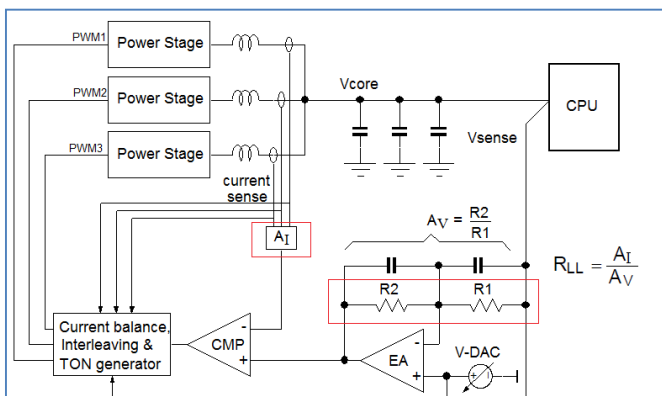 PWM1
Power Stage
PWM2
Power Stage
Vcore
CPU
Vsense
PWM3
Power Stage
current
sense
AI
AV = R2
R1
RLL = AI
AV
R2
R1
Current balance,
Interleaving &
TON generator
CMP
-
+
EA
-
+
V-DAC
+
-